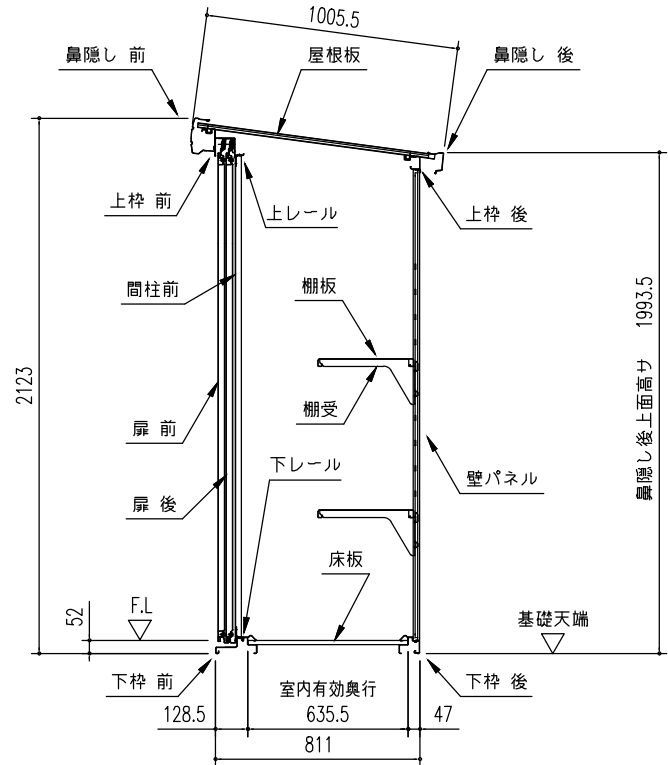 1005.5
鼻隠し 前
屋根板
鼻隠し 後
上枠 前
上レール
上枠 後
間柱前
棚板
2123
鼻隠し後上面高サ 1993.5
棚受
扉 前
下レール
壁パネル
扉 後
床板
52
F.L
基礎天端
下枠 前
室内有効奥行
下枠 後
128.5
635.5
47
811